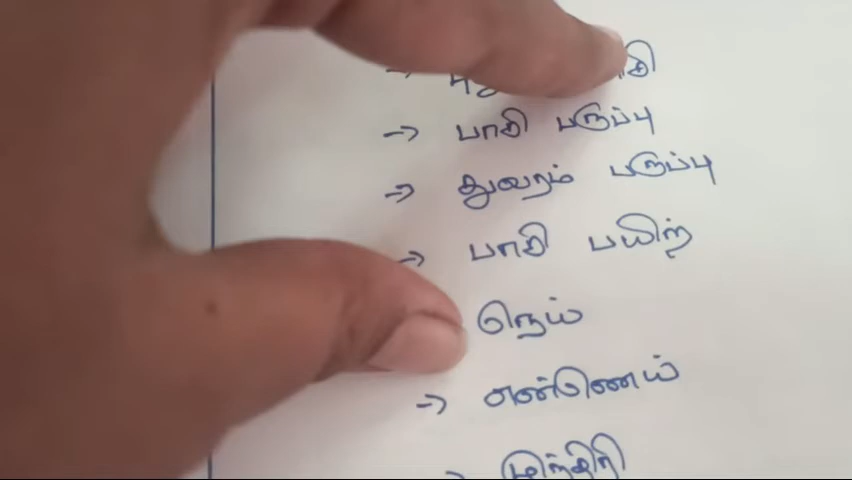 → பாசி பருப்பு
→ துவரம் பருப்பு
→ பாசி பயிறு
நெய்
→ எண்ணெய்
முந்திரி